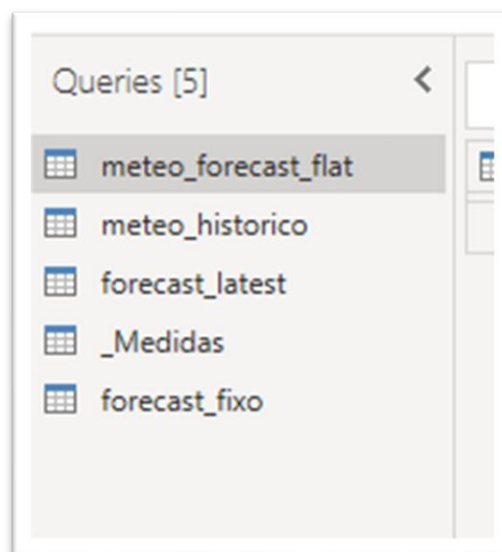 Queries [5]
meteo_forecast_flat
meteo_historico
forecast_latest
_Medidas
forecast_fixo